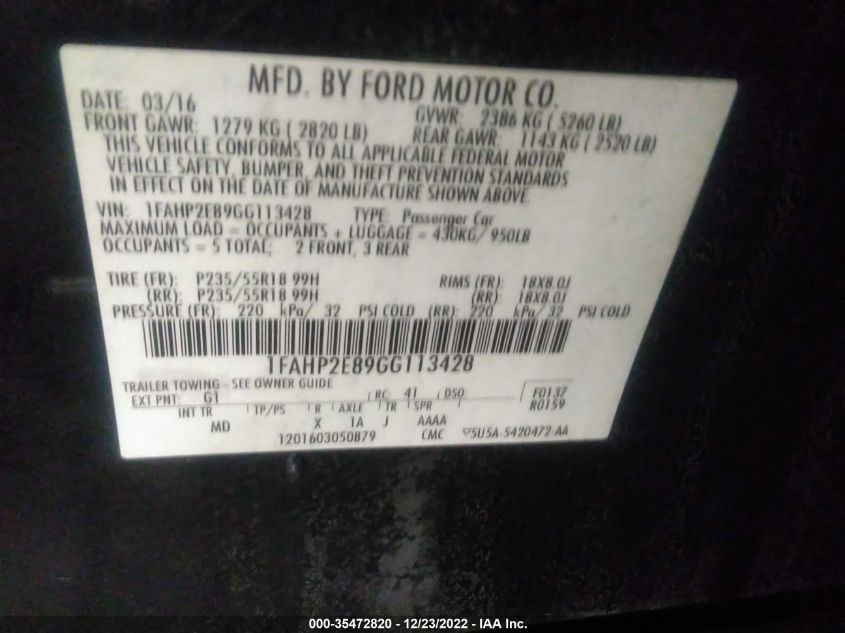 MFD. BY FORD MOTOR CO.
DATE: 03/16 GVWR: 2386 KG ( 5260 LB)
FRONT GAWR: 1279 KG ( 2820 LB) REAR GAWR: 1143 KG ( 2520 LB)
THIS VEHICLE CONFORMS TO ALL APPLICABLE FEDERAL MOTOR
VEHICLE SAFETY, BUMPER, AND THEFT PREVENTION STANDARDS
IN EFFECT ON THE DATE OF MANUFACTURE SHOWN ABOVE.
VIN: 1FAHP2E89GG113428 TYPE: Passenger Car
MAXIMUM LOAD = OCCUPANTS + LUGGAGE = 430KG/ 950LB
OCCUPANTS = 5 TOTAL; 2 FRONT, 3 REAR
TIRE (FR): P235/55R18 99H RIMS (FR): 18X8.0J
(RR): P235/55R18 99H (RR): 18X8.0J
PRESSURE (FR): 220 kPa/ 32 PSI COLD (RR): 220 kPa/ 32 PSI COLD
1FAHP2E89GG113428
TRAILER TOWING - SEE OWNER GUIDE
EXT PNT: G1 RC: 41 DSO: F0137
R0159
INT TR TP/PS R AXLE TR SPR
MD X 1A J AAAA
1201603050879 CMC 5U5A-5420472-AA
000-35472820 - 12/23/2022 - IAA Inc.